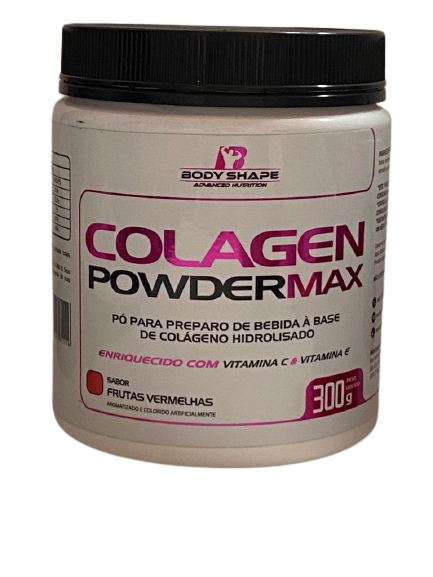 BODY SHAPE
ADVANCED NUTRITION
COLAGEN
POWDERMAX
PÓ PARA PREPARO DE BEBIDA À BASE
DE COLÁGENO HIDROLISADO
ENRIQUECIDO COM VITAMINA C & VITAMINA E
SABOR
FRUTAS VERMELHAS
AROMATIZADO E COLORIDO ARTIFICIALMENTE
300g